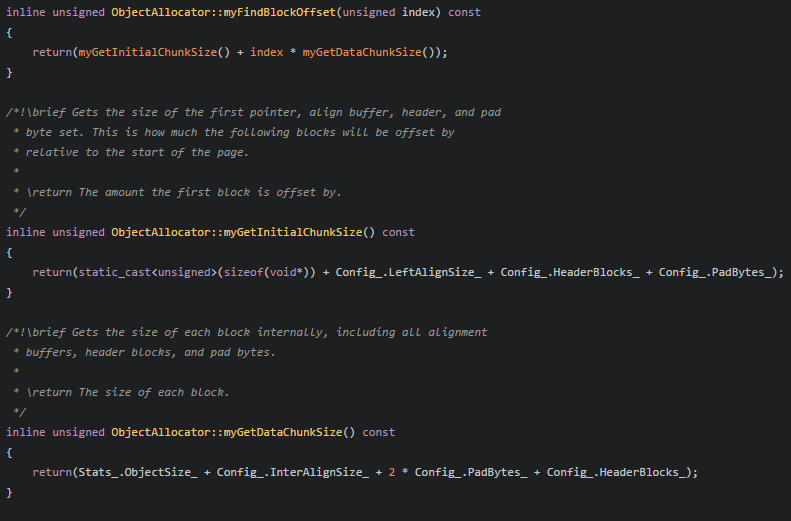 inline unsigned ObjectAllocator::myFindBlockOffset(unsigned index) const
{
    return(myGetInitialChunkSize() + index * myGetDataChunkSize());
}

/*!\brief Gets the size of the first pointer, align buffer, header, and pad
 * byte set. This is how much the following blocks will be offset by
 * relative to the start of the page.
 *
 * \return The amount the first block is offset by.
 */
inline unsigned ObjectAllocator::myGetInitialChunkSize() const
{
    return(static_cast<unsigned>(sizeof(void*)) + Config_.LeftAlignSize_ + Config_.HeaderBlocks_ + Config_.PadBytes_);
}

/*!\brief Gets the size of each block internally, including all alignment
 * buffers, header blocks, and pad bytes.
 *
 * \return The size of each block.
 */
inline unsigned ObjectAllocator::myGetDataChunkSize() const
{
    return(Stats_.ObjectSize_ + Config_.InterAlignSize_ + 2 * Config_.PadBytes_ + Config_.HeaderBlocks_);
}